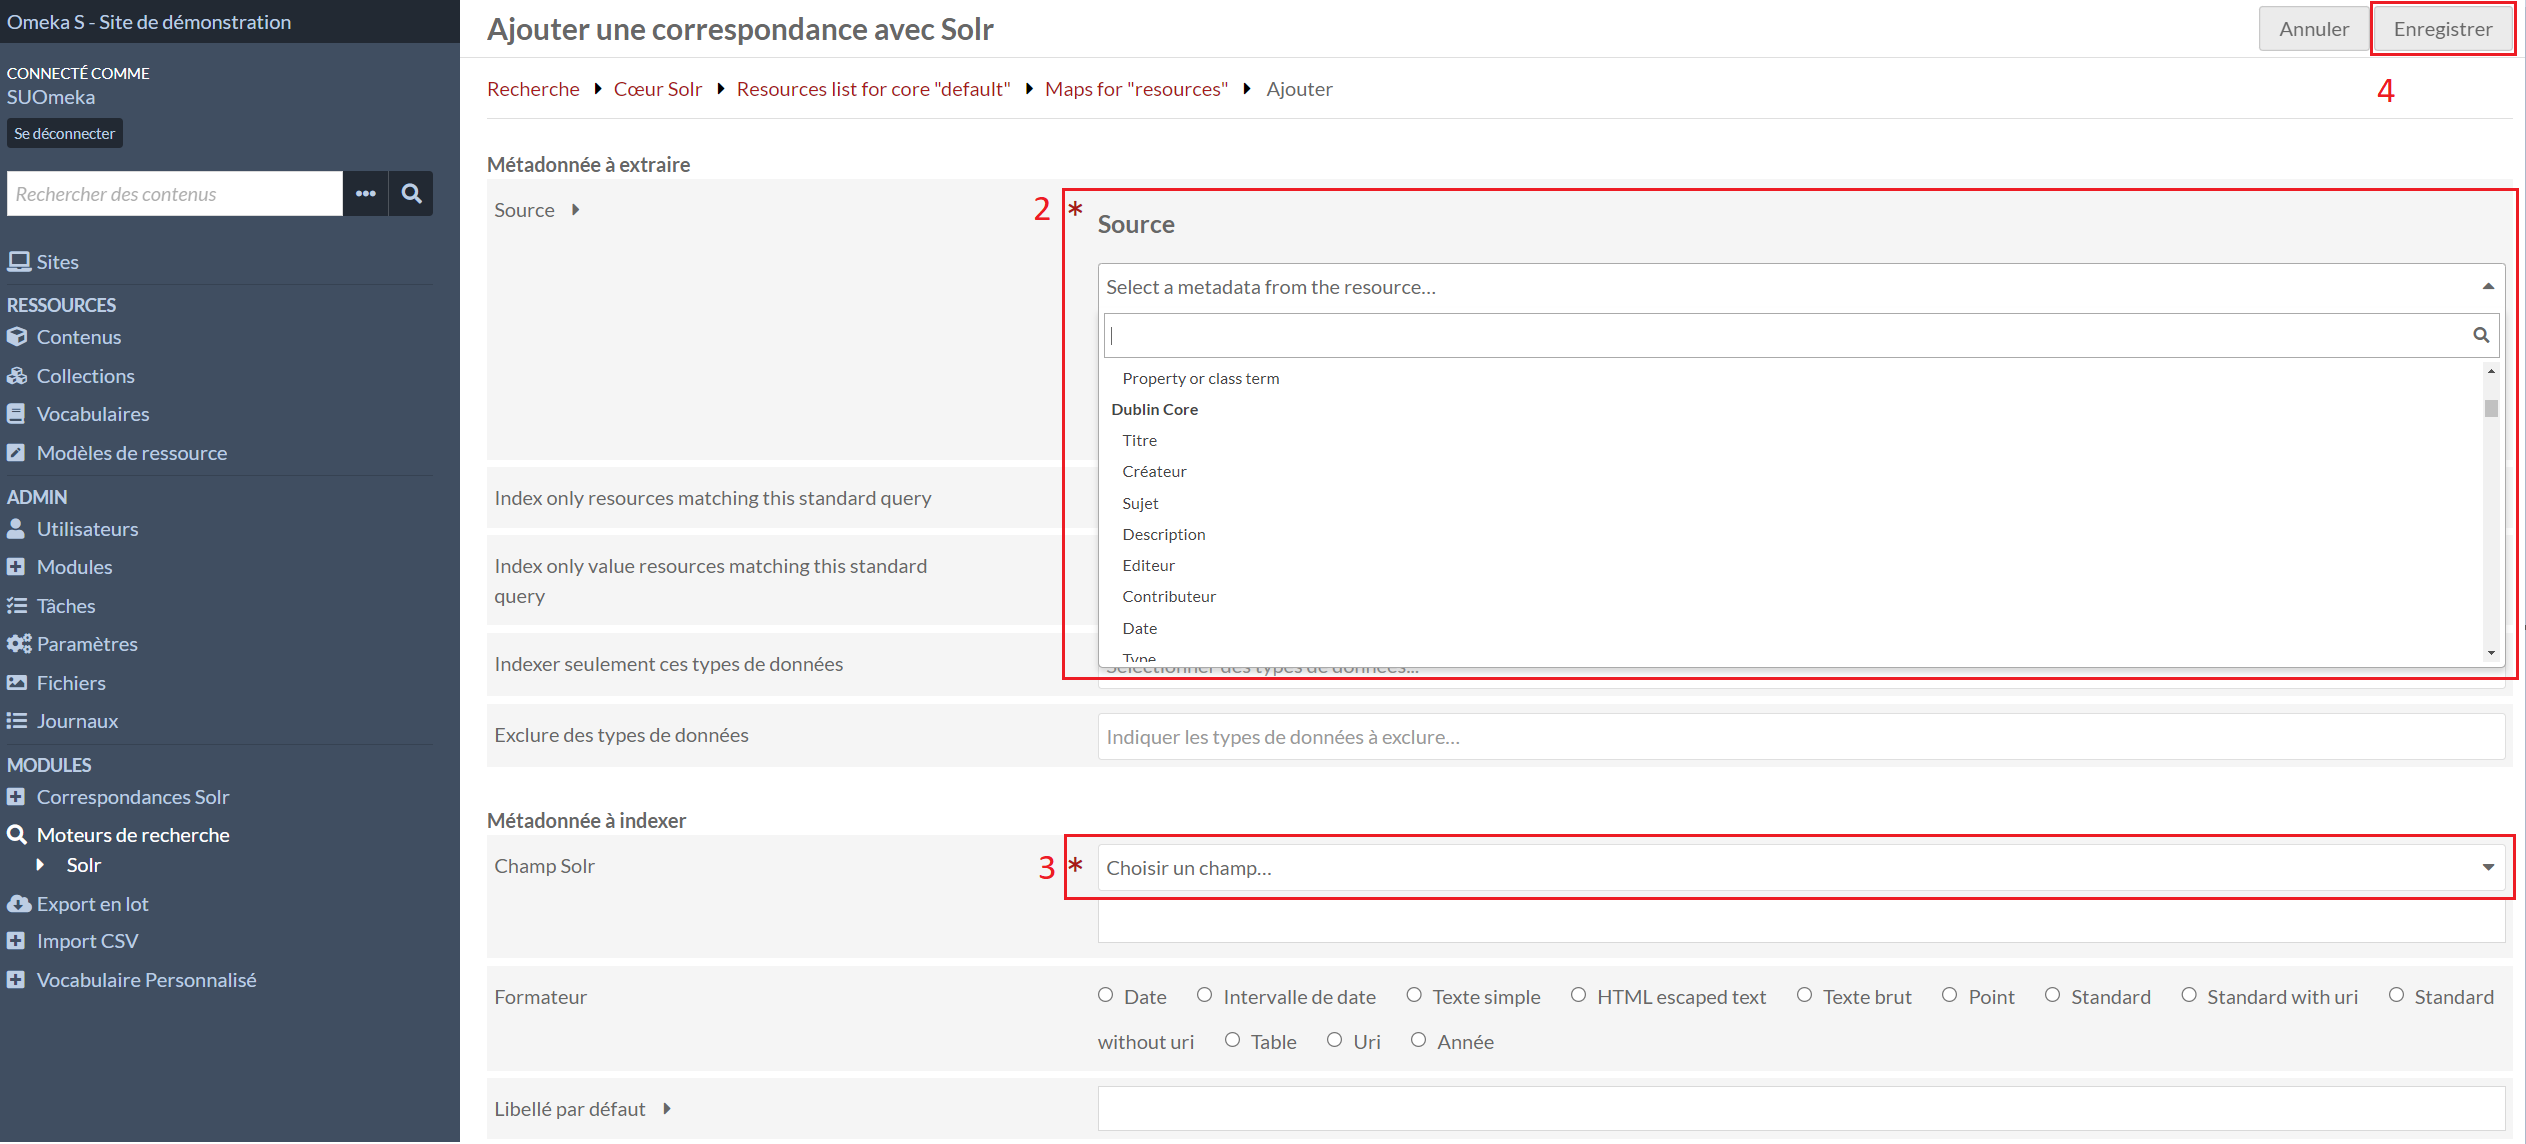 Omeka S - Site de démonstration
CONNECTÉ COMME
SUOmeka
Se déconnecter
Rechercher des contenus
Sites
RESSOURCES
Contenus
Collections
Vocabulaires
Modèles de ressource
ADMIN
Utilisateurs
Modules
Tâches
Paramètres
Fichiers
Journaux
MODULES
Correspondances Solr
Moteurs de recherche
Solr
Export en lot
Import CSV
Vocabulaire Personnalisé
Ajouter une correspondance avec Solr
Annuler
Enregistrer
4
Recherche Cœur Solr Resources list for core "default" Maps for "resources" Ajouter
Métadonnée à extraire
Source
2 *
Source
Select a metadata from the resource...
Property or class term
Dublin Core
Titre
Créateur
Sujet
Description
Editeur
Contributeur
Date
Type
Index only resources matching this standard query
Index only value resources matching this standard
query
Indexer seulement ces types de données
Sélectionner des types de données...
Exclure des types de données
Indiquer les types de données à exclure...
Métadonnée à indexer
Champ Solr
3 *
Choisir un champ...
Formateur
Date Intervalle de date Texte simple HTML escaped text Texte brut Point Standard Standard with uri Standard
without uri Table Uri Année
Libellé par défaut